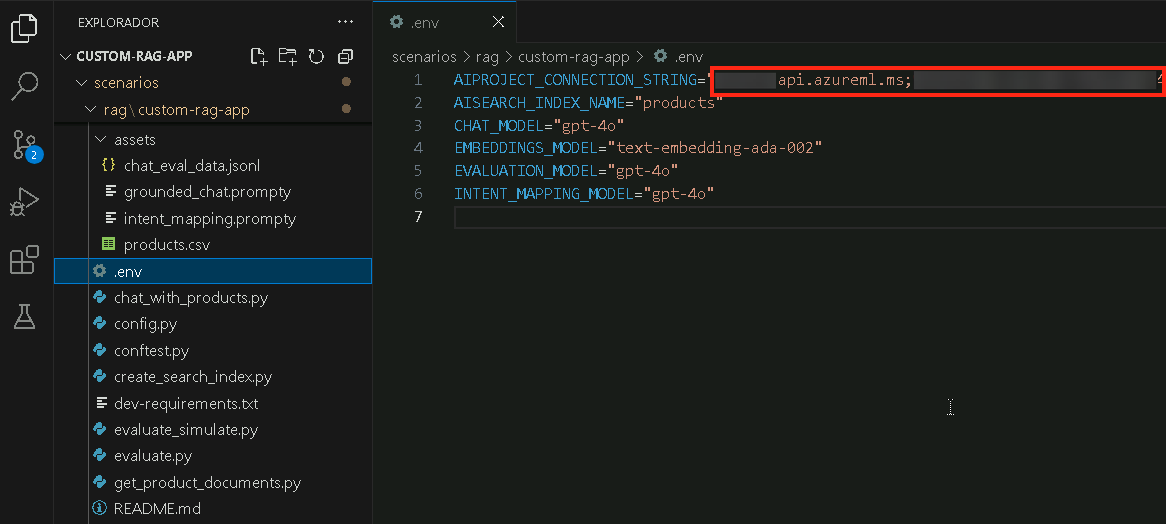 EXPLORADOR
CUSTOM-RAG-APP
scenarios
rag\custom-rag-app
assets
chat_eval_data.jsonl
grounded_chat.prompty
intent_mapping.prompty
products.csv
.env
chat_with_products.py
config.py
conftest.py
create_search_index.py
dev-requirements.txt
evaluate_simulate.py
evaluate.py
get_product_documents.py
README.md
2
.env
scenarios > rag > custom-rag-app > .env
1 AIPROJECT_CONNECTION_STRING="api.azureml.ms;
2 AISEARCH_INDEX_NAME="products"
3 CHAT_MODEL="gpt-4o"
4 EMBEDDINGS_MODEL="text-embedding-ada-002"
5 EVALUATION_MODEL="gpt-4o"
6 INTENT_MAPPING_MODEL="gpt-4o"
7